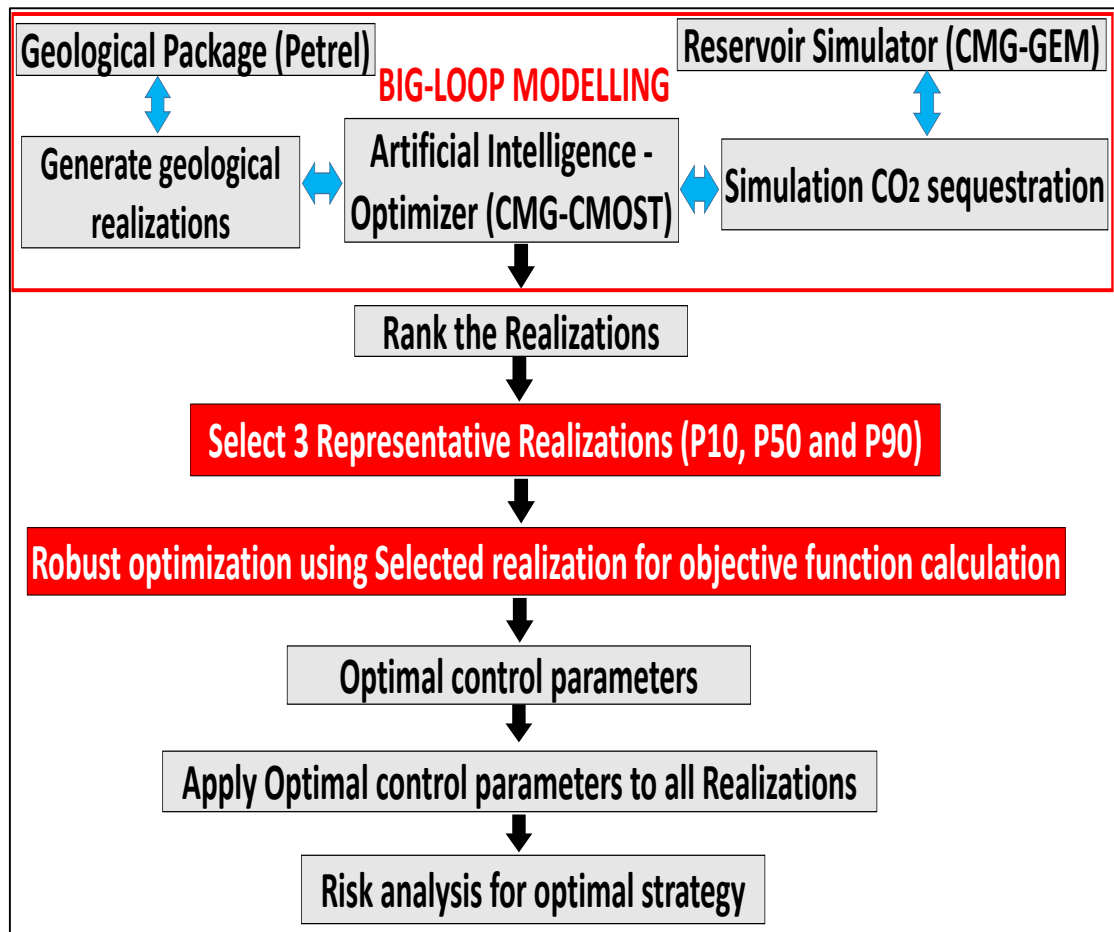 Geological Package (Petrel)
Reservoir Simulator (CMG-GEM)
BIG-LOOP MODELLING
Generate geological
realizations
Artificial Intelligence -
Optimizer (CMG-CMOST)
Simulation CO₂ sequestration
Rank the Realizations
Select 3 Representative Realizations (P10, P50 and P90)
Robust optimization using Selected realization for objective function calculation
Optimal control parameters
Apply Optimal control parameters to all Realizations
Risk analysis for optimal strategy